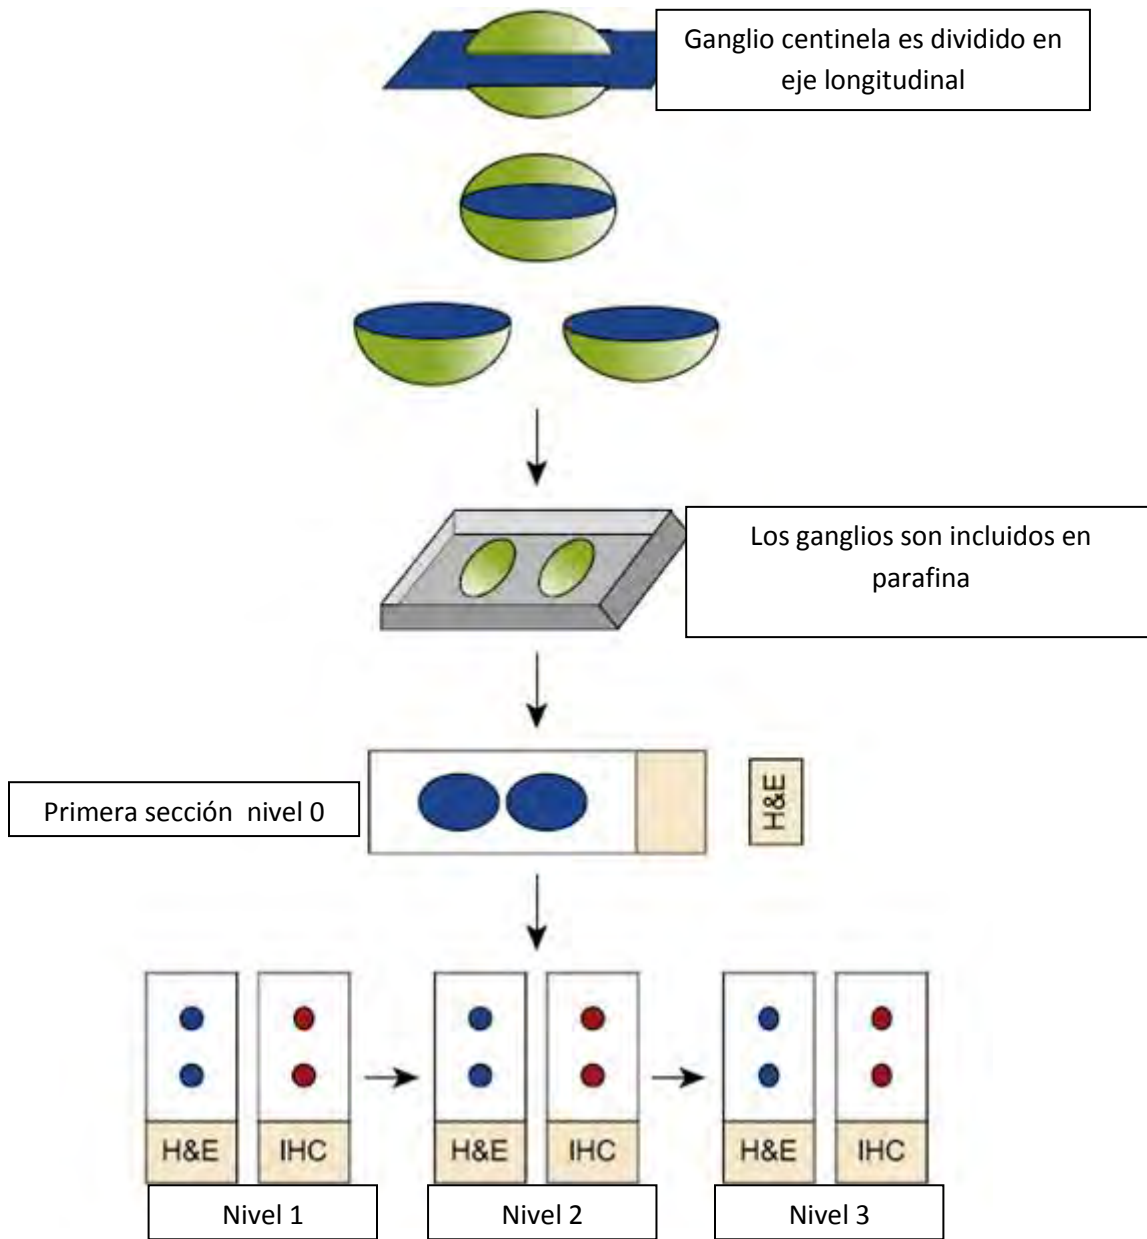 Ganglio centinela es dividido en
eje longitudinal
Los ganglios son incluidos en
parafina
Primera sección nivel 0
H&E
H&E
IHC
H&E
IHC
H&E
IHC
Nivel 1
Nivel 2
Nivel 3